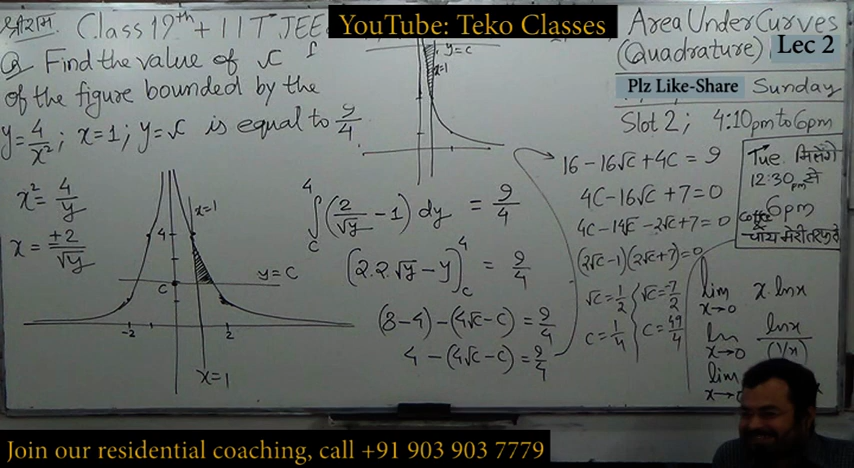 श्रीराम. Class 12th + IIT JEE
YouTube: Teko Classes
Area Under Curves
(Quadrature) Lec 2
Plz Like-Share Sunday
Slot 2 ; 4:10pm to 6pm
Q Find the value of √C
of the figure bounded by the
y = 4/x² ; x=1 ; y=√C is equal to 9/4.
y=c
x=1
x² = 4/y
x = ±2/√y
x=1
4
C
y=c
-2
2
x=1
∫_C^4 (2/√y - 1) dy = 9/4
(2.2.√y - y)_C^4 = 9/4
(8-4) - (4√C - C) = 9/4
4 - (4√C - C) = 9/4
16 - 16√C + 4C = 9
4C - 16√C + 7 = 0
4C - 14√C - 2√C + 7 = 0
(2√C - 1)(2√C + 7) = 0
√C = 1/2
√C = -7/2
C = 1/4
C = 49/4
Tue. मिलेंगे
12:30pm से
6pm
coffee
चाय मेरी तरफ से
lim x→0 x. lnx
lim x→0 lnx/(1/x)
lim x→0
Join our residential coaching, call +91 903 903 7779